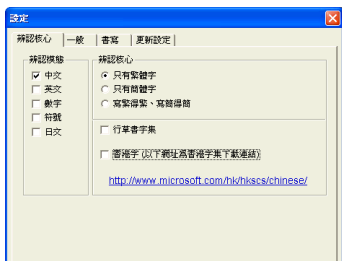 設定
辨認核心 一般 書寫 更新設定
辨認模態
中文
英文
數字
符號
日文
辨認核心
只有繁體字
只有簡體字
寫繁得繁、寫簡得簡
行草書字集
香港字 (以下網址為香港字集下載連結)
http://www.microsoft.com/hk/hkscs/chinese/